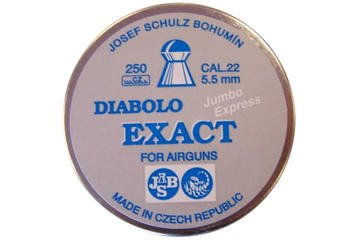 JOSEF SCHULZ BOHUMÍN
250
CAL.22
5.5 mm
DIABOLO
Jumbo
Express
EXACT
FOR AIRGUNS
JSB
MADE IN CZECH REPUBLIC